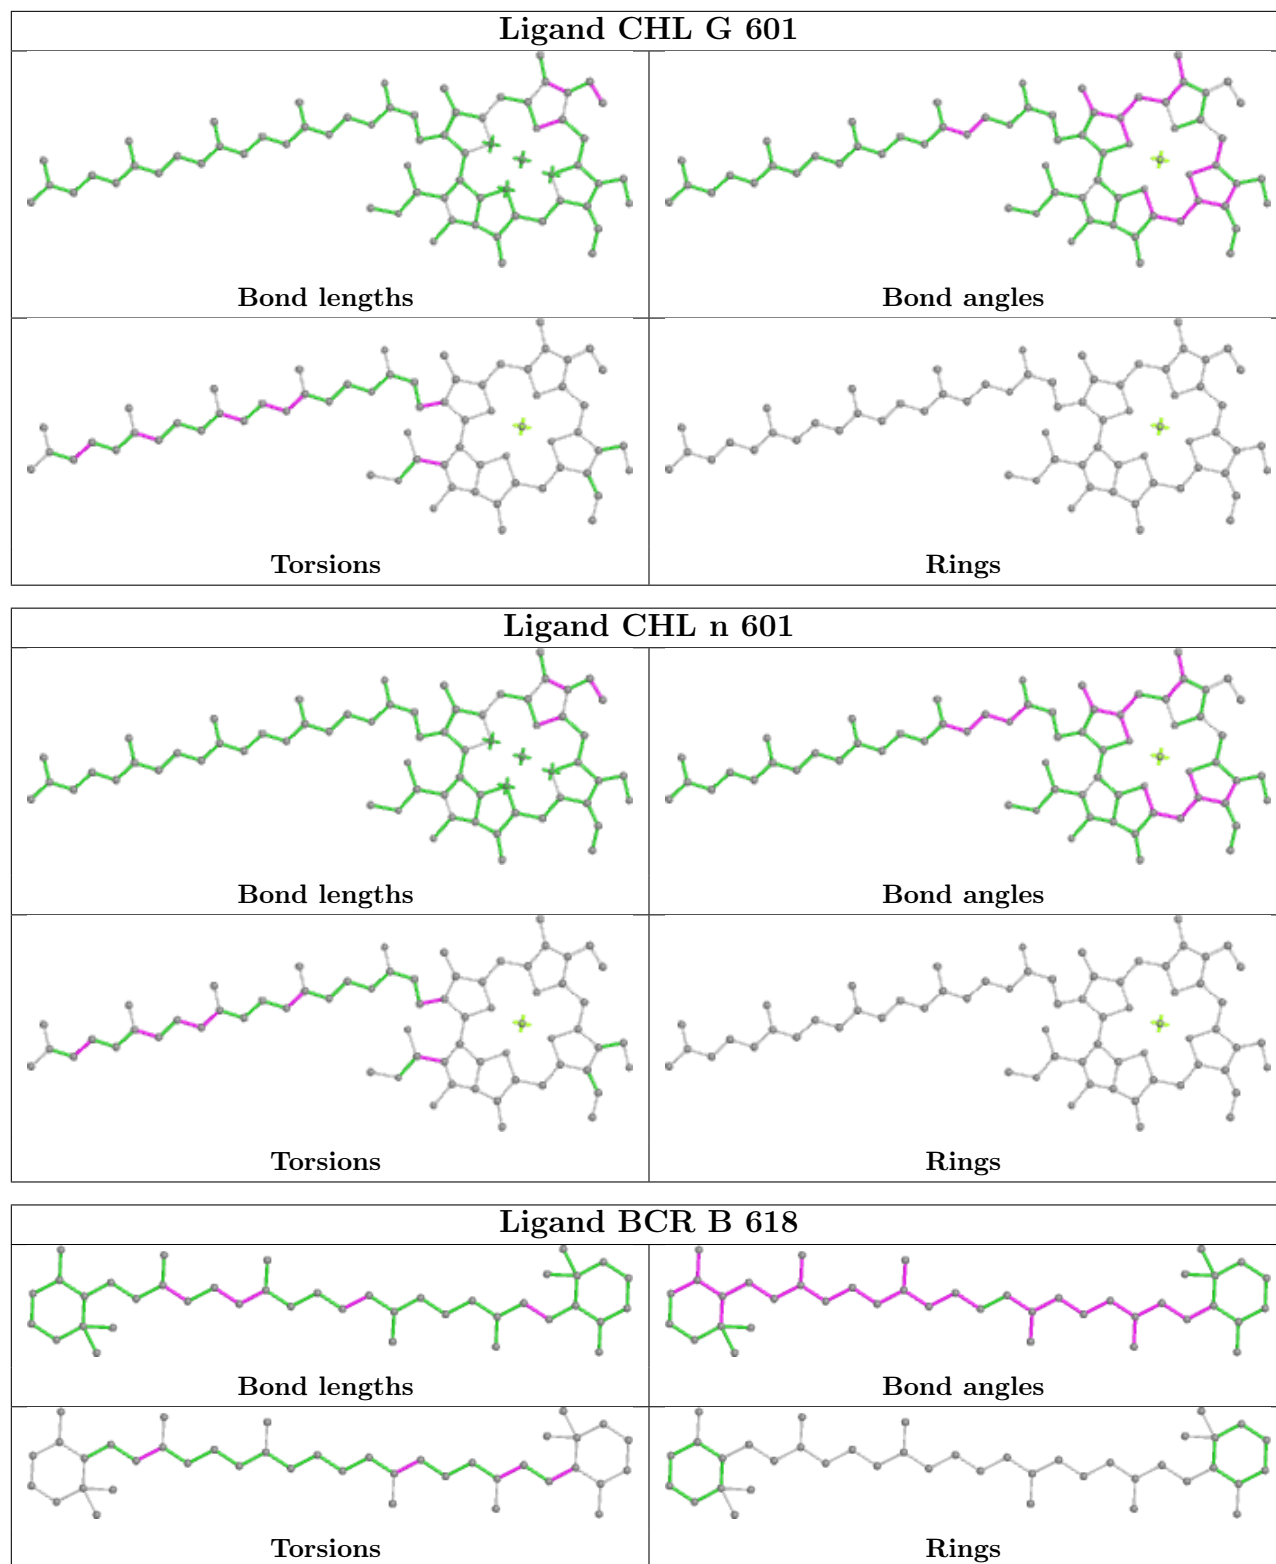 Ligand CHL G 601
Bond lengths
Bond angles
Torsions
Rings
Ligand CHL n 601
Bond lengths
Bond angles
Torsions
Rings
Ligand BCR B 618
Bond lengths
Bond angles
Torsions
Rings